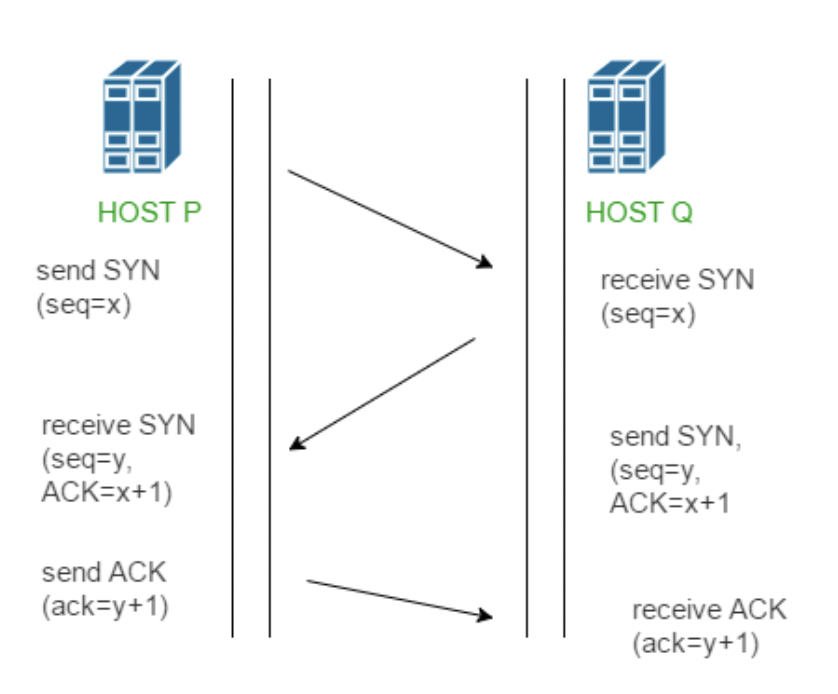 HOST P
HOST Q
send SYN
(seq=x)
receive SYN
(seq=x)
receive SYN
(seq=y,
ACK=x+1)
send SYN,
(seq=y,
ACK=x+1
send ACK
(ack=y+1)
receive ACK
(ack=y+1)